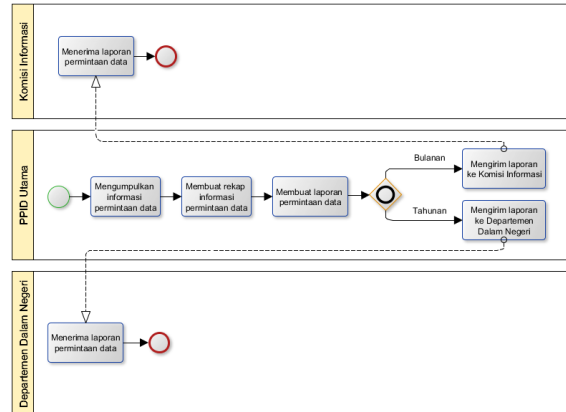 Komisi Informasi
Menerima laporan
permintaan data
PPID Utama
Mengumpulkan
informasi
permintaan data
Membuat rekap
informasi
permintaan data
Membuat laporan
permintaan data
Bulanan
Mengirim laporan
ke Komisi Informasi
Tahunan
Mengirim laporan
ke Departemen
Dalam Negeri
Departemen Dalam Negeri
Menerima laporan
permintaan data